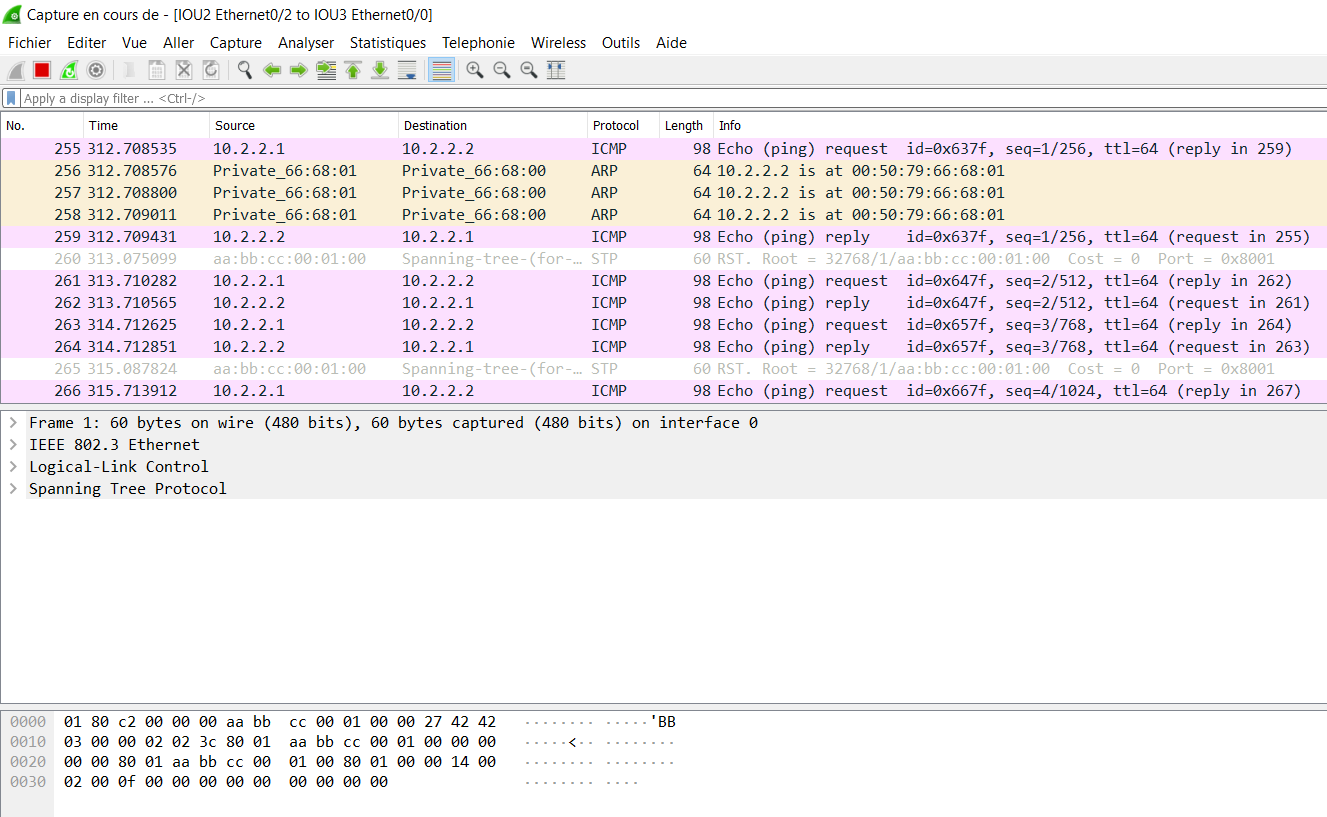 Capture en cours de - [IOU2 Ethernet0/2 to IOU3 Ethernet0/0]
Fichier Editer Vue Aller Capture Analyser Statistiques Telephonie Wireless Outils Aide
Apply a display filter ... <Ctrl-/>
No. Time Source Destination Protocol Length Info
255 312.708535 10.2.2.1 10.2.2.2 ICMP 98 Echo (ping) request id=0x637f, seq=1/256, ttl=64 (reply in 259)
256 312.708576 Private_66:68:01 Private_66:68:00 ARP 64 10.2.2.2 is at 00:50:79:66:68:01
257 312.708800 Private_66:68:01 Private_66:68:00 ARP 64 10.2.2.2 is at 00:50:79:66:68:01
258 312.709011 Private_66:68:01 Private_66:68:00 ARP 64 10.2.2.2 is at 00:50:79:66:68:01
259 312.709431 10.2.2.2 10.2.2.1 ICMP 98 Echo (ping) reply id=0x637f, seq=1/256, ttl=64 (request in 255)
260 313.075099 aa:bb:cc:00:01:00 Spanning-tree-(for-… STP 60 RST. Root = 32768/1/aa:bb:cc:00:01:00 Cost = 0 Port = 0x8001
261 313.710282 10.2.2.1 10.2.2.2 ICMP 98 Echo (ping) request id=0x647f, seq=2/512, ttl=64 (reply in 262)
262 313.710565 10.2.2.2 10.2.2.1 ICMP 98 Echo (ping) reply id=0x647f, seq=2/512, ttl=64 (request in 261)
263 314.712625 10.2.2.1 10.2.2.2 ICMP 98 Echo (ping) request id=0x657f, seq=3/768, ttl=64 (reply in 264)
264 314.712851 10.2.2.2 10.2.2.1 ICMP 98 Echo (ping) reply id=0x657f, seq=3/768, ttl=64 (request in 263)
265 315.087824 aa:bb:cc:00:01:00 Spanning-tree-(for-… STP 60 RST. Root = 32768/1/aa:bb:cc:00:01:00 Cost = 0 Port = 0x8001
266 315.713912 10.2.2.1 10.2.2.2 ICMP 98 Echo (ping) request id=0x667f, seq=4/1024, ttl=64 (reply in 267)
Frame 1: 60 bytes on wire (480 bits), 60 bytes captured (480 bits) on interface 0
IEEE 802.3 Ethernet
Logical-Link Control
Spanning Tree Protocol
0000 01 80 c2 00 00 00 aa bb cc 00 01 00 00 27 42 42 ········ ·····'BB
0010 03 00 00 02 02 3c 80 01 aa bb cc 00 01 00 00 00 ·····<·· ········
0020 00 00 80 01 aa bb cc 00 01 00 80 01 00 00 14 00 ········ ········
0030 02 00 0f 00 00 00 00 00 00 00 00 00 ········ ····